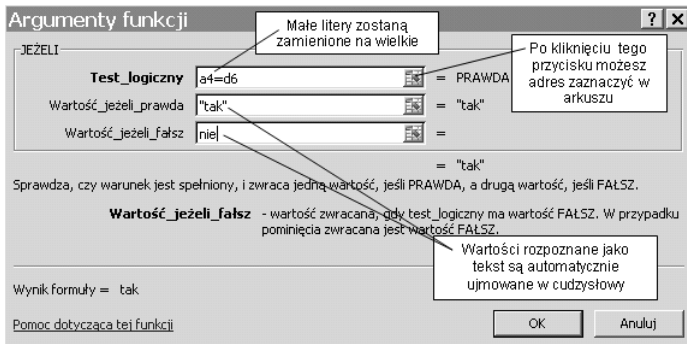 Argumenty funkcji
Małe litery zostaną
zamienione na wielkie
JEŻELI
Test_logiczny a4=d6 = PRAWDA
Wartość_jeżeli_prawda "tak" = "tak"
Wartość_jeżeli_fałsz nie =
Po kliknięciu tego
przycisku możesz
adres zaznaczyć w
arkuszu
= "tak"
Sprawdza, czy warunek jest spełniony, i zwraca jedną wartość, jeśli PRAWDA, a drugą wartość, jeśli FAŁSZ.
Wartość_jeżeli_fałsz - wartość zwracana, gdy test_logiczny ma wartość FAŁSZ. W przypadku
pominięcia zwracana jest wartość FAŁSZ.
Wartości rozpoznane jako
tekst są automatycznie
ujmowane w cudzysłowy
Wynik formuły = tak
Pomoc dotycząca tej funkcji
OK Anuluj